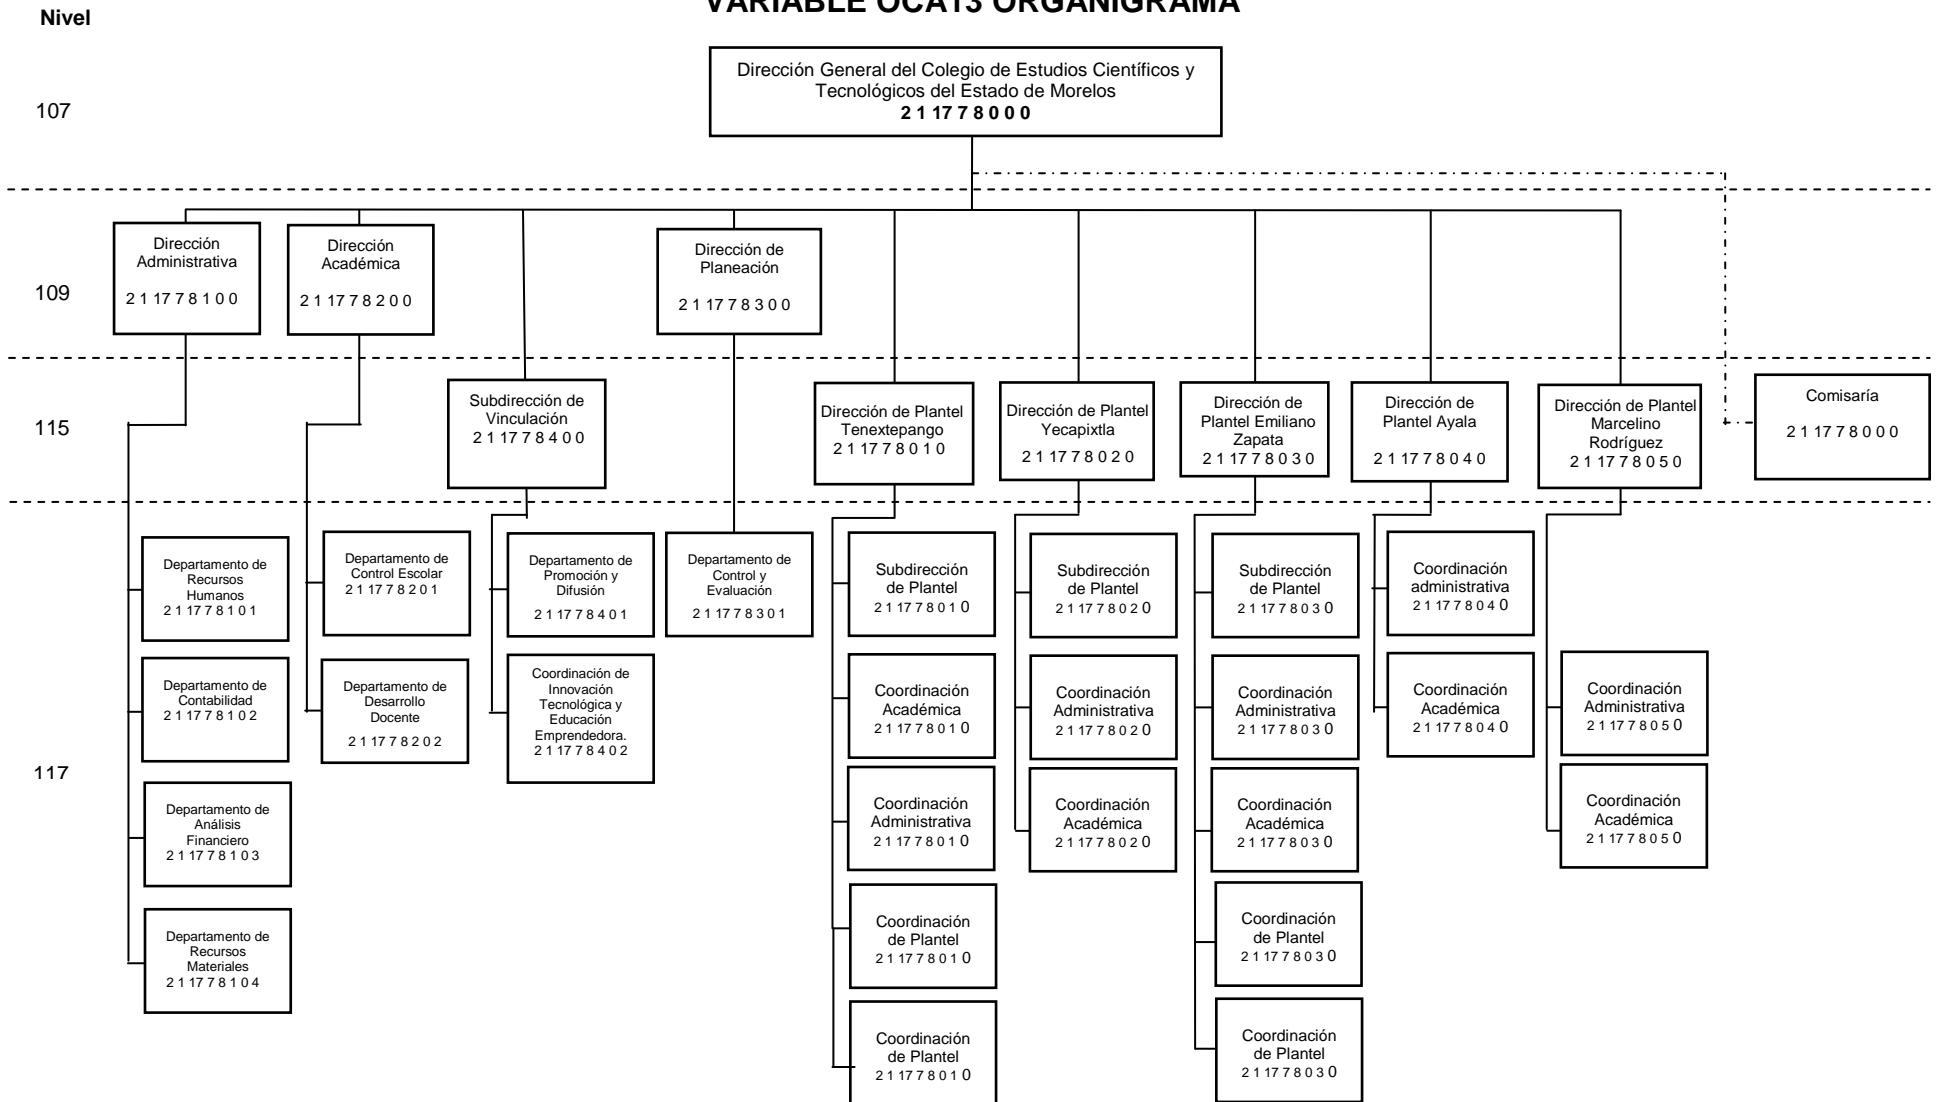 VARIABLE OCA13 ORGANIGRAMA
Nivel
Dirección General del Colegio de Estudios Científicos y
Tecnológicos del Estado de Morelos
2 1 17 7 8 0 0 0
107
Dirección
Administrativa
2 1 17 7 8 1 0 0
Dirección
Académica
2 1 17 7 8 2 0 0
Dirección de
Planeación
2 1 17 7 8 3 0 0
109
Subdirección de
Vinculación
2 1 17 7 8 4 0 0
Dirección de Plantel
Tenextepango
2 1 17 7 8 0 1 0
Dirección de Plantel
Yecapixtla
2 1 17 7 8 0 2 0
Dirección de
Plantel Emiliano
Zapata
2 1 17 7 8 0 3 0
Dirección de
Plantel Ayala
2 1 17 7 8 0 4 0
Dirección de Plantel
Marcelino
Rodríguez
2 1 17 7 8 0 5 0
Comisaría
2 1 17 7 8 0 0 0
115
Departamento de
Recursos
Humanos
2 1 17 7 8 1 0 1
Departamento de
Contabilidad
2 1 17 7 8 1 0 2
Departamento de
Análisis
Financiero
2 1 17 7 8 1 0 3
Departamento de
Recursos
Materiales
2 1 17 7 8 1 0 4
Departamento de
Control Escolar
2 1 17 7 8 2 0 1
Departamento de
Desarrollo
Docente
2 1 17 7 8 2 0 2
Departamento de
Promoción y
Difusión
2 1 17 7 8 4 0 1
Coordinación de
Innovación
Tecnológica y
Educación
Emprendedora.
2 1 17 7 8 4 0 2
Departamento de
Control y
Evaluación
2 1 17 7 8 3 0 1
Subdirección
de Plantel
2 1 17 7 8 0 1 0
Coordinación
Académica
2 1 17 7 8 0 1 0
Coordinación
Administrativa
2 1 17 7 8 0 1 0
Coordinación
de Plantel
2 1 17 7 8 0 1 0
Coordinación
de Plantel
2 1 17 7 8 0 1 0
Subdirección
de Plantel
2 1 17 7 8 0 2 0
Coordinación
Administrativa
2 1 17 7 8 0 2 0
Coordinación
Académica
2 1 17 7 8 0 2 0
Subdirección
de Plantel
2 1 17 7 8 0 3 0
Coordinación
Administrativa
2 1 17 7 8 0 3 0
Coordinación
Académica
2 1 17 7 8 0 3 0
Coordinación
de Plantel
2 1 17 7 8 0 3 0
Coordinación
de Plantel
2 1 17 7 8 0 3 0
Coordinación
administrativa
2 1 17 7 8 0 4 0
Coordinación
Académica
2 1 17 7 8 0 4 0
Coordinación
Administrativa
2 1 17 7 8 0 5 0
Coordinación
Académica
2 1 17 7 8 0 5 0
117